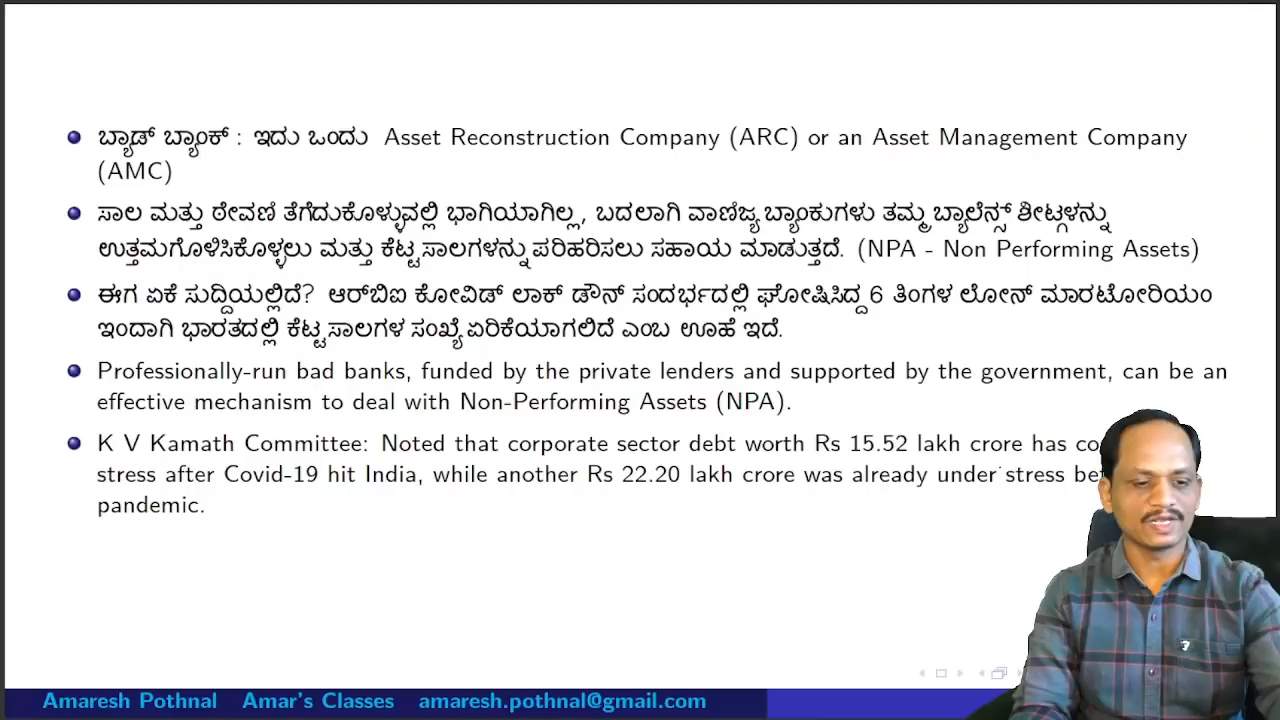 ಬ್ಯಾಡ್ ಬ್ಯಾಂಕ್ : ಇದು ಒಂದು Asset Reconstruction Company (ARC) or an Asset Management Company
(AMC)
ಸಾಲ ಮತ್ತು ಠೇವಣಿ ತೆಗೆದುಕೊಳ್ಳುವಲ್ಲಿ ಭಾಗಿಯಾಗಿಲ್ಲ, ಬದಲಾಗಿ ವಾಣಿಜ್ಯ ಬ್ಯಾಂಕುಗಳು ತಮ್ಮ ಬ್ಯಾಲೆನ್ಸ್ ಶೀಟ್ಗಳನ್ನು
ಉತ್ತಮಗೊಳಿಸಿಕೊಳ್ಳಲು ಮತ್ತು ಕೆಟ್ಟ ಸಾಲಗಳನ್ನು ಪರಿಹರಿಸಲು ಸಹಾಯ ಮಾಡುತ್ತದೆ. (NPA - Non Performing Assets)
ಈಗ ಏಕೆ ಸುದ್ದಿಯಲ್ಲಿದೆ? ಆರ್‌ಬಿಐ ಕೋವಿಡ್ ಲಾಕ್ ಡೌನ್ ಸಂದರ್ಭದಲ್ಲಿ ಘೋಷಿಸಿದ್ದ 6 ತಿಂಗಳ ಲೋನ್ ಮಾರಟೋರಿಯಂ
ಇಂದಾಗಿ ಭಾರತದಲ್ಲಿ ಕೆಟ್ಟ ಸಾಲಗಳ ಸಂಖ್ಯೆ ಏರಿಕೆಯಾಗಲಿದೆ ಎಂಬ ಊಹೆ ಇದೆ.
Professionally-run bad banks, funded by the private lenders and supported by the government, can be an
effective mechanism to deal with Non-Performing Assets (NPA).
K V Kamath Committee: Noted that corporate sector debt worth Rs 15.52 lakh crore has
stress after Covid-19 hit India, while another Rs 22.20 lakh crore was already under stress
pandemic.
Amaresh Pothnal Amar's Classes amaresh.pothnal@gmail.com